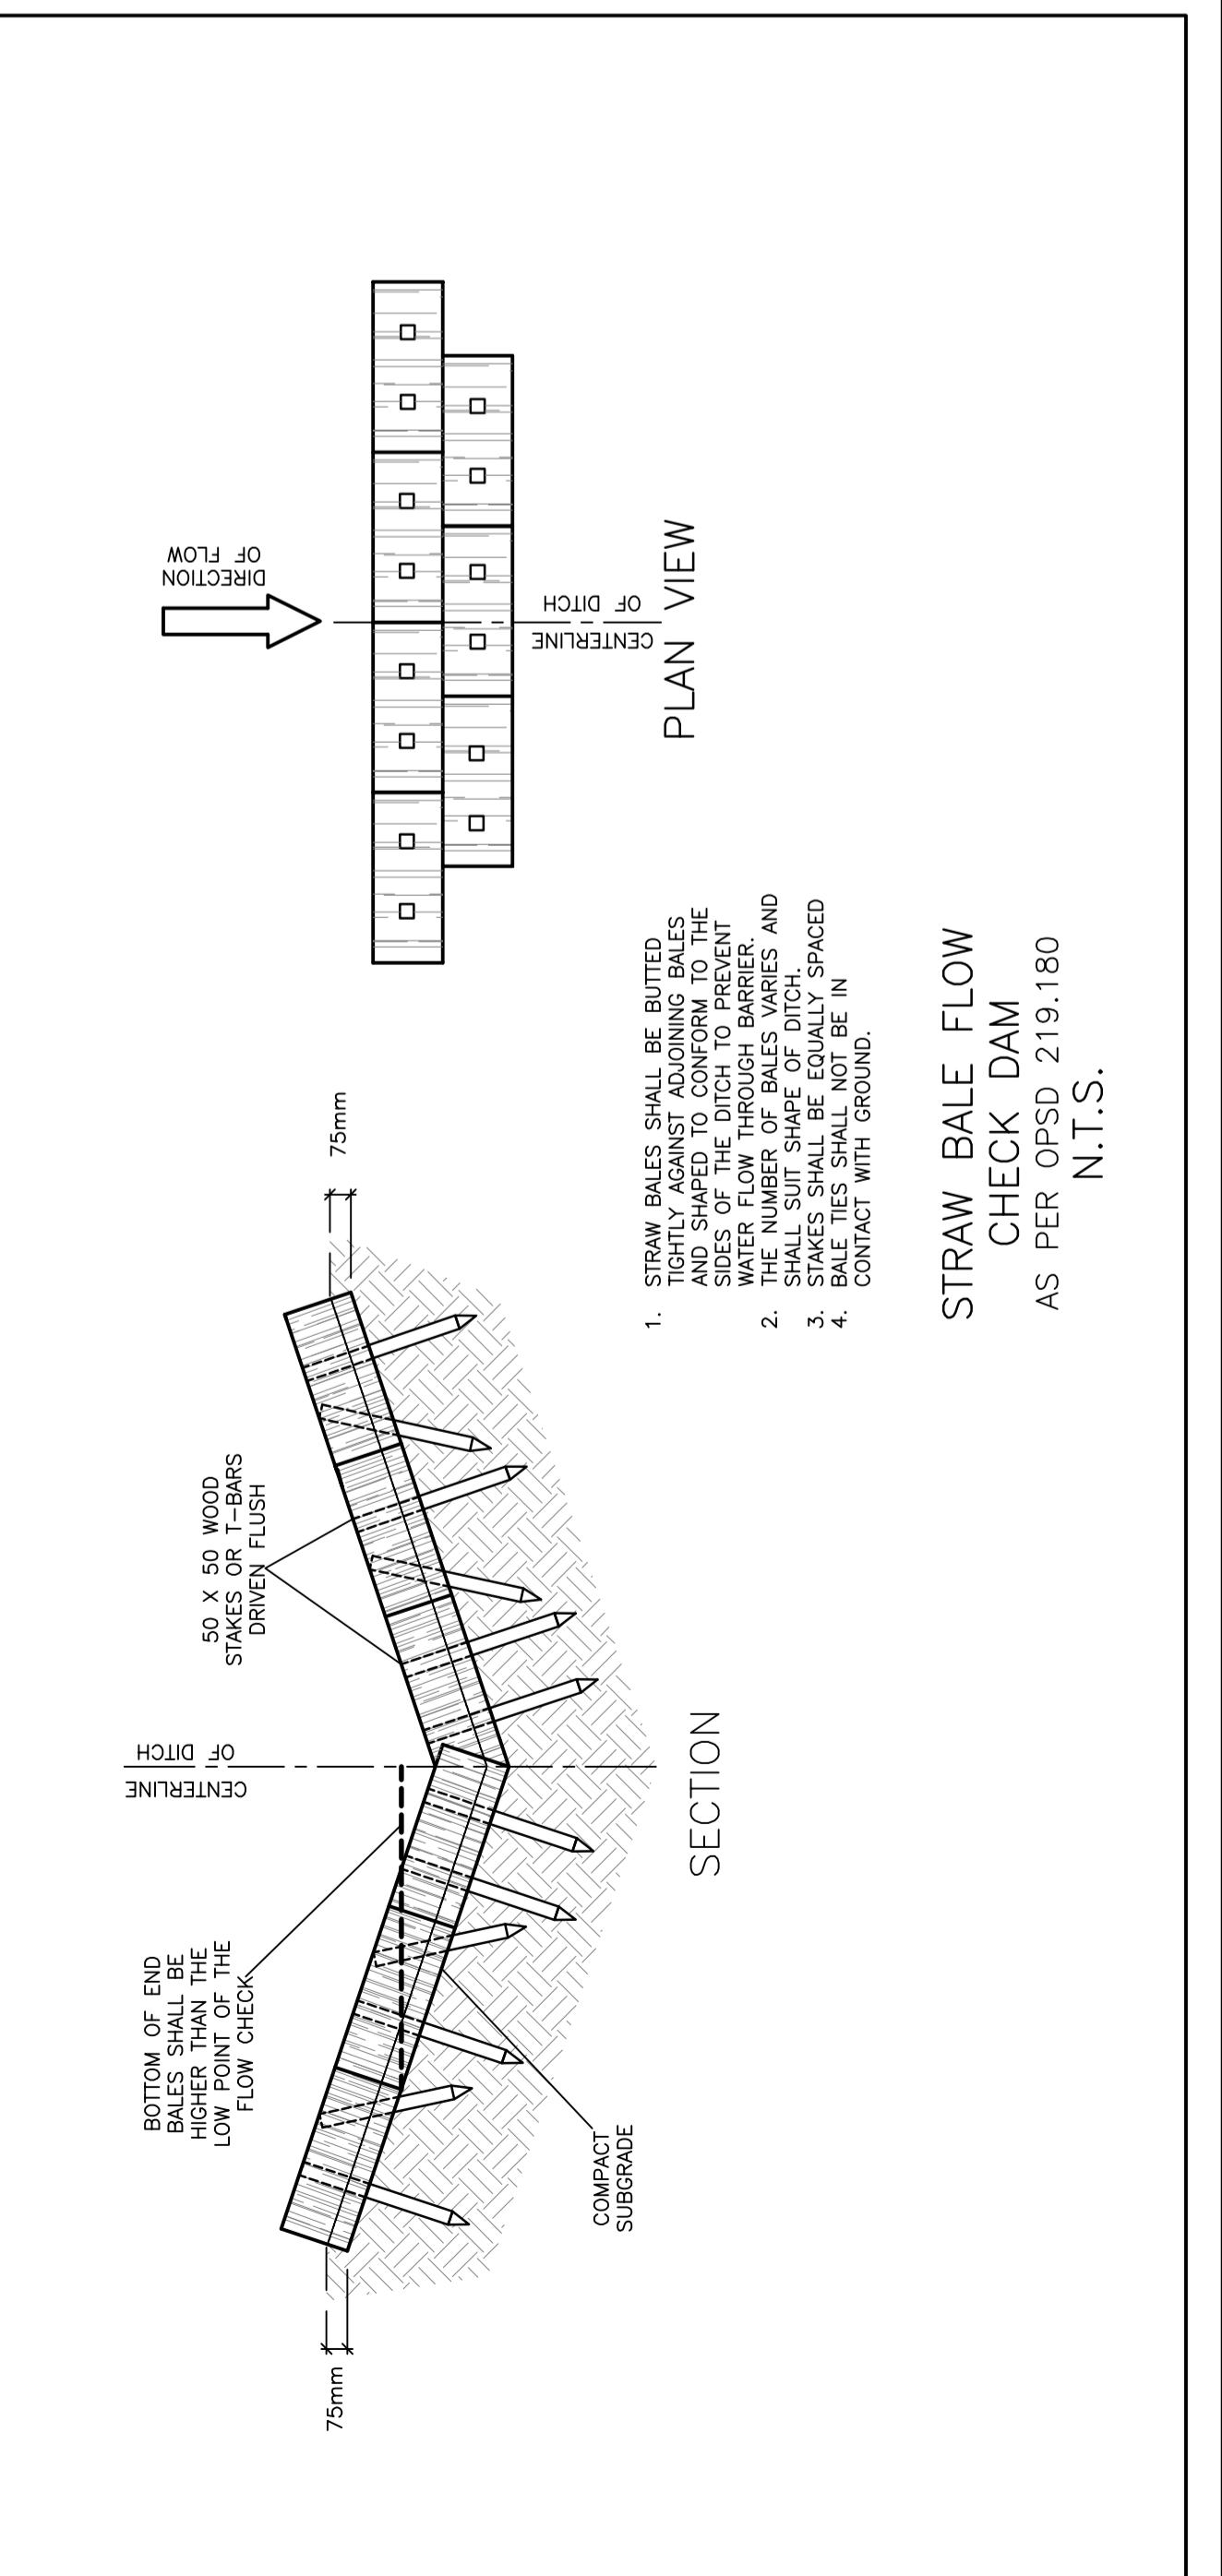 BOTTOM OF END
BALES SHALL BE
HIGHER THAN THE
LOW POINT OF THE
FLOW CHECK
CENTERLINE
OF DITCH
50 X 50 WOOD
STAKES OR T-BARS
DRIVEN FLUSH
75mm
75mm
COMPACT
SUBGRADE
SECTION
DIRECTION
OF FLOW
CENTERLINE
OF DITCH
PLAN VIEW
1. STRAW BALES SHALL BE BUTTED
TIGHTLY AGAINST ADJOINING BALES
AND SHAPED TO CONFORM TO THE
SIDES OF THE DITCH TO PREVENT
WATER FLOW THROUGH BARRIER.
2. THE NUMBER OF BALES VARIES AND
SHALL SUIT SHAPE OF DITCH.
3. STAKES SHALL BE EQUALLY SPACED
4. BALE TIES SHALL NOT BE IN
CONTACT WITH GROUND.
STRAW BALE FLOW
CHECK DAM
AS PER OPSD 219.180
N.T.S.